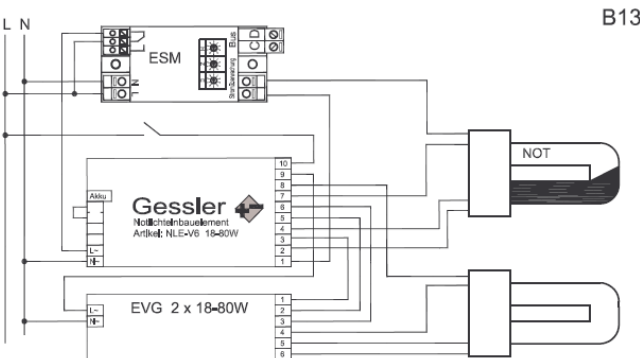 B13
L N
ESM
Bus
C D
Stromüberwachung
N
L
NOT
10
9
8
7
6
5
4
3
2
1
Akku
Gessler
Notlichteinbauelement
Artikel: NLE-V6 18-80W
L~
N~
EVG 2 x 18-80W
L~
N~
1
2
3
4
5
6